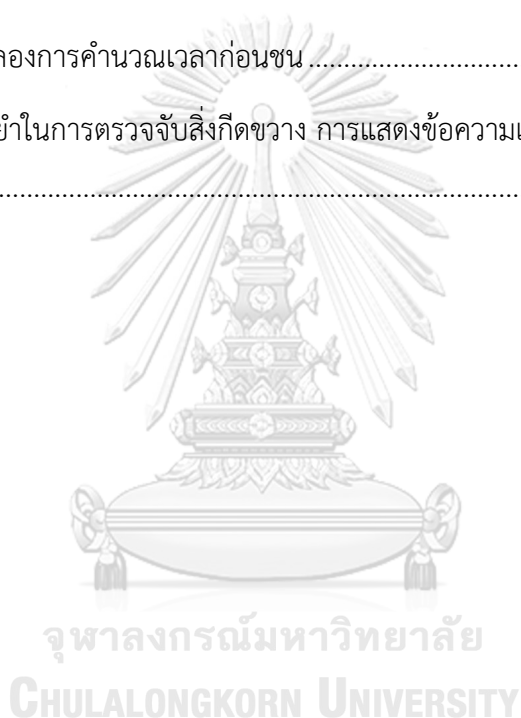 ลองการคำนวณเวลาก่อนชน ..............................
ยำในการตรวจจับสิ่งกีดขวาง การแสดงข้อความเ
..........................................................................
จุฬาลงกรณ์มหาวิทยาลัย
CHULALONGKORN UNIVERSITY